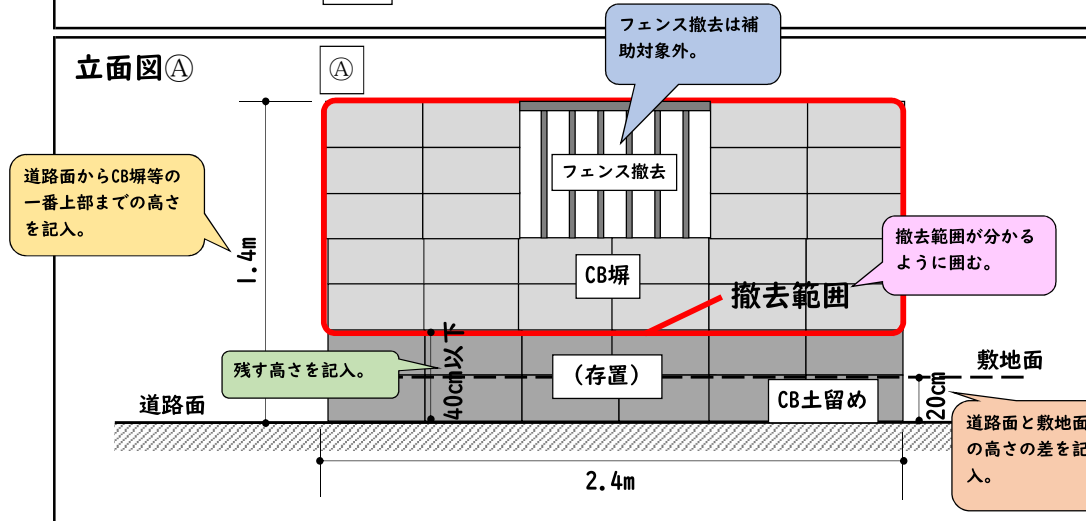 フェンス撤去は補
助対象外。
立面図Ⓐ
Ⓐ
道路面からCB塀等の
一番上部までの高さ
を記入。
フェンス撤去
1.4m
撤去範囲が分かる
ように囲む。
CB塀
撤去範囲
残す高さを記入。
40cm以下
(存置)
敷地面
道路面
CB土留め
20cm
道路面と敷地面
の高さの差を記
入。
2.4m